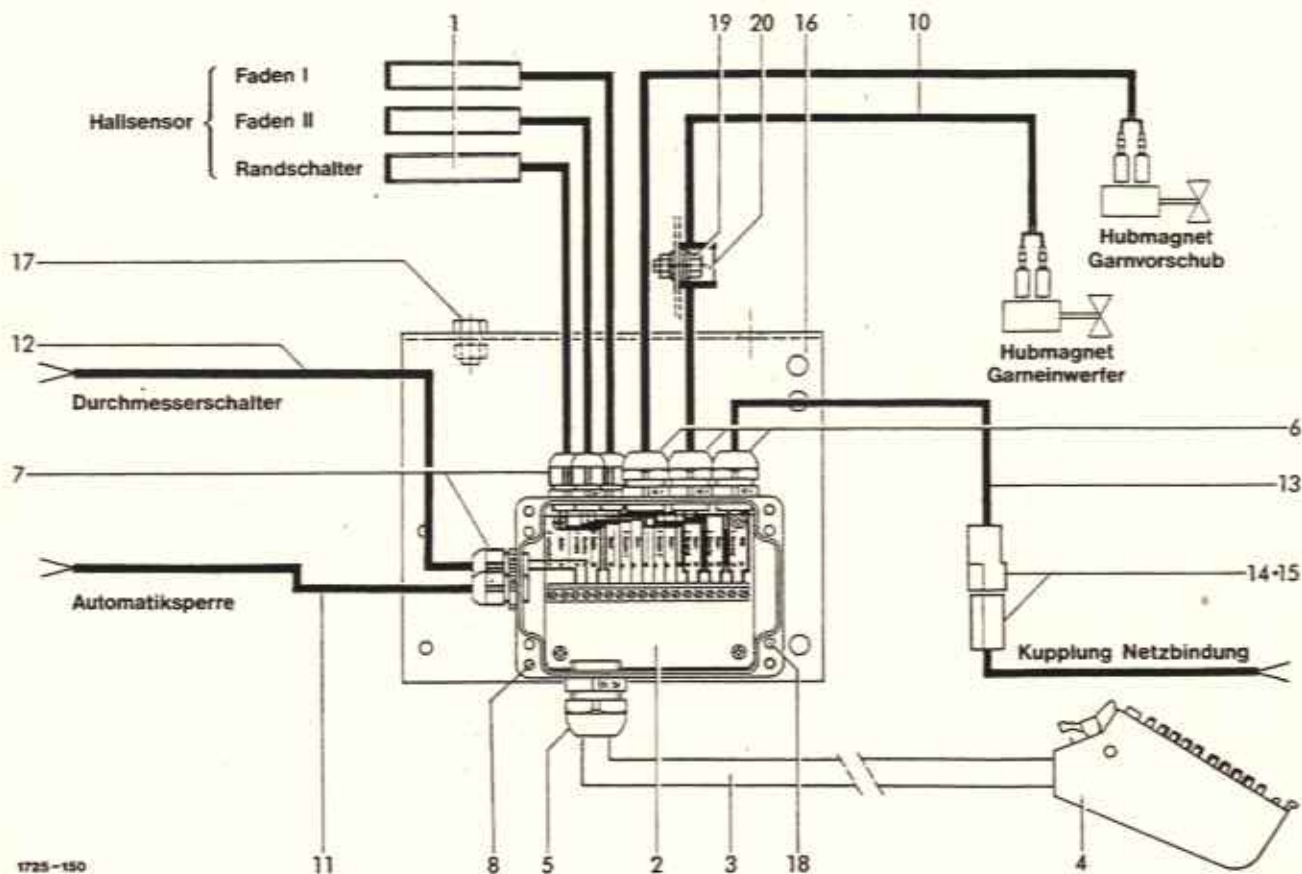 1
19
20
16
10
Hallsensor
Faden I
Faden II
Randschalter
Hubmagnet
Garnvorschub
17
12
Hubmagnet
Garneinwerfer
Durchmesserschalter
6
7
13
Automatiksperre
14+15
Kupplung Netzbindung
1725-150
11
8
5
2
3
18
4